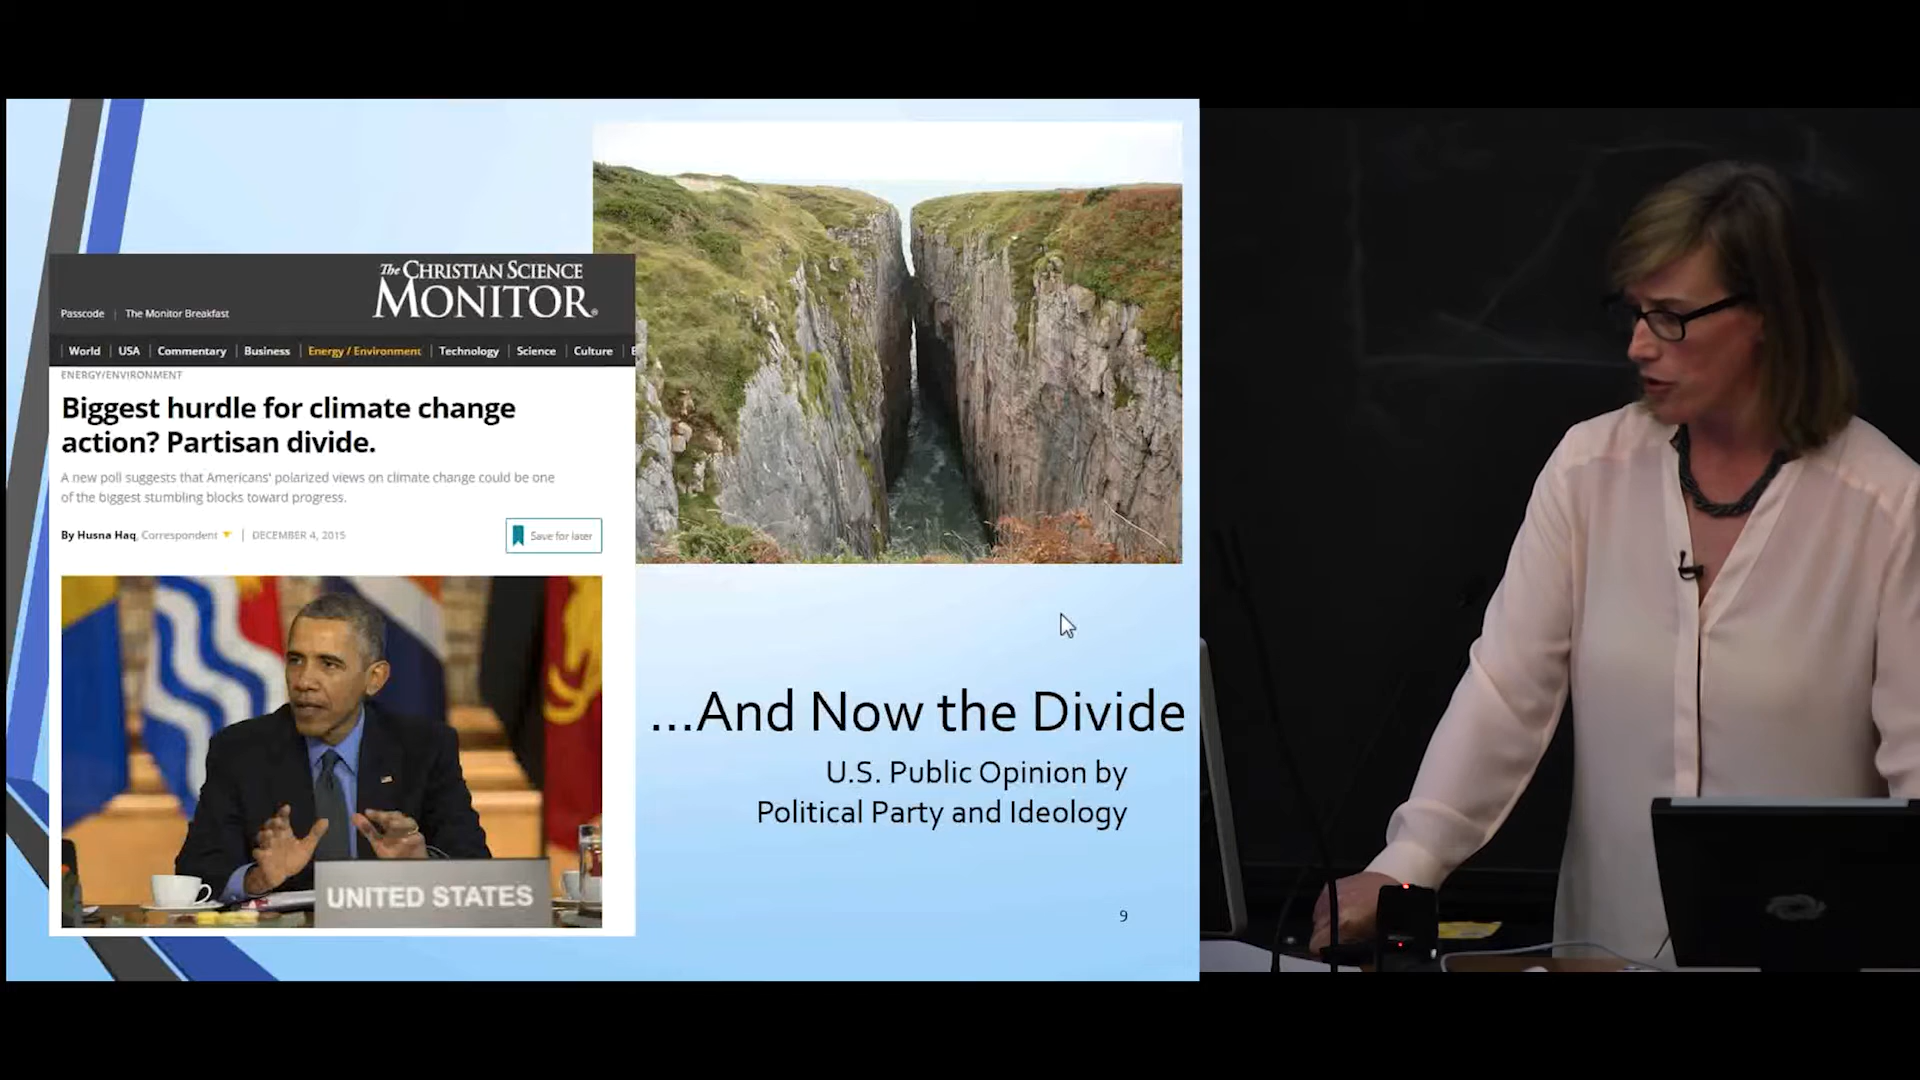 The CHRISTIAN SCIENCE
MONITOR®
Passcode | The Monitor Breakfast
World | USA | Commentary | Business | Energy / Environment | Technology | Science | Culture
ENERGY/ENVIRONMENT
Biggest hurdle for climate change
action? Partisan divide.
A new poll suggests that Americans' polarized views on climate change could be one
of the biggest stumbling blocks toward progress.
By Husna Haq, Correspondent | DECEMBER 4, 2015
Save for later
UNITED STATES
...And Now the Divide
U.S. Public Opinion by
Political Party and Ideology
9